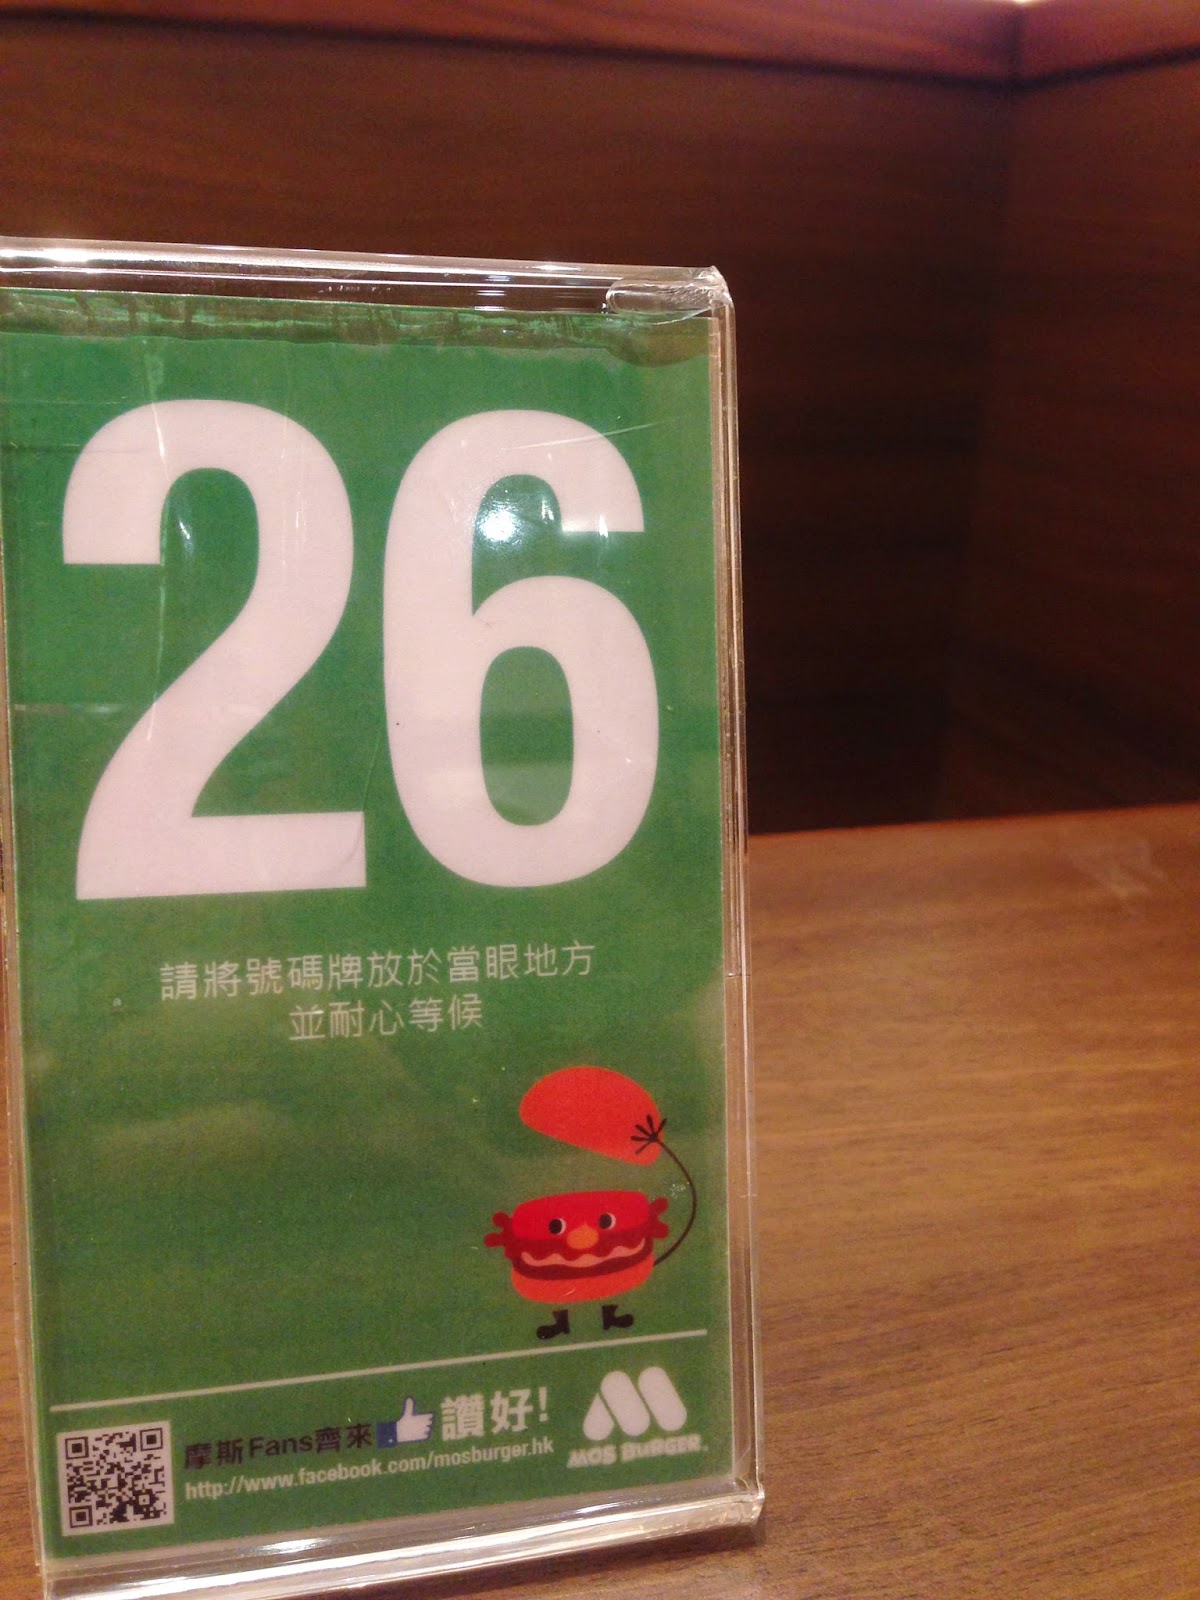 26
請將號碼牌放於當眼地方
並耐心等候
摩斯Fans齊來 讚好!
http://www.facebook.com/mosburger.hk
MOS BURGER